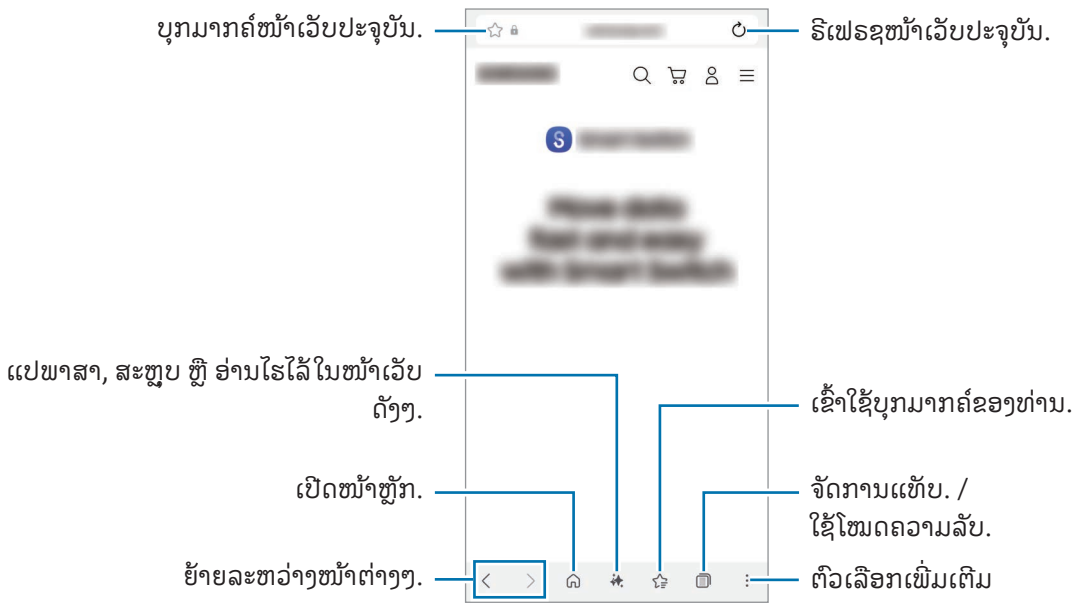 ບຸກມາກຄ໌ໜ້າເວັບປະຈຸບັນ.
ຣີເຟຣຊໜ້າເວັບປະຈຸບັນ.
S
ແປພາສາ, ສະຫຼຸບ ຫຼື ອ່ານໄຮໄລ້ໃນໜ້າເວັບ
ດັງໆ.
ເຂົ້າໃຊ້ບຸກມາກຄ໌ຂອງທ່ານ.
ເປີດໜ້າຫຼັກ.
ຈັດການແທັບ. /
ໃຊ້ໂໝດຄວາມລັບ.
ຍ້າຍລະຫວ່າງໜ້າຕ່າງໆ.
ຕົວເລືອກເພີ່ມເຕີມ